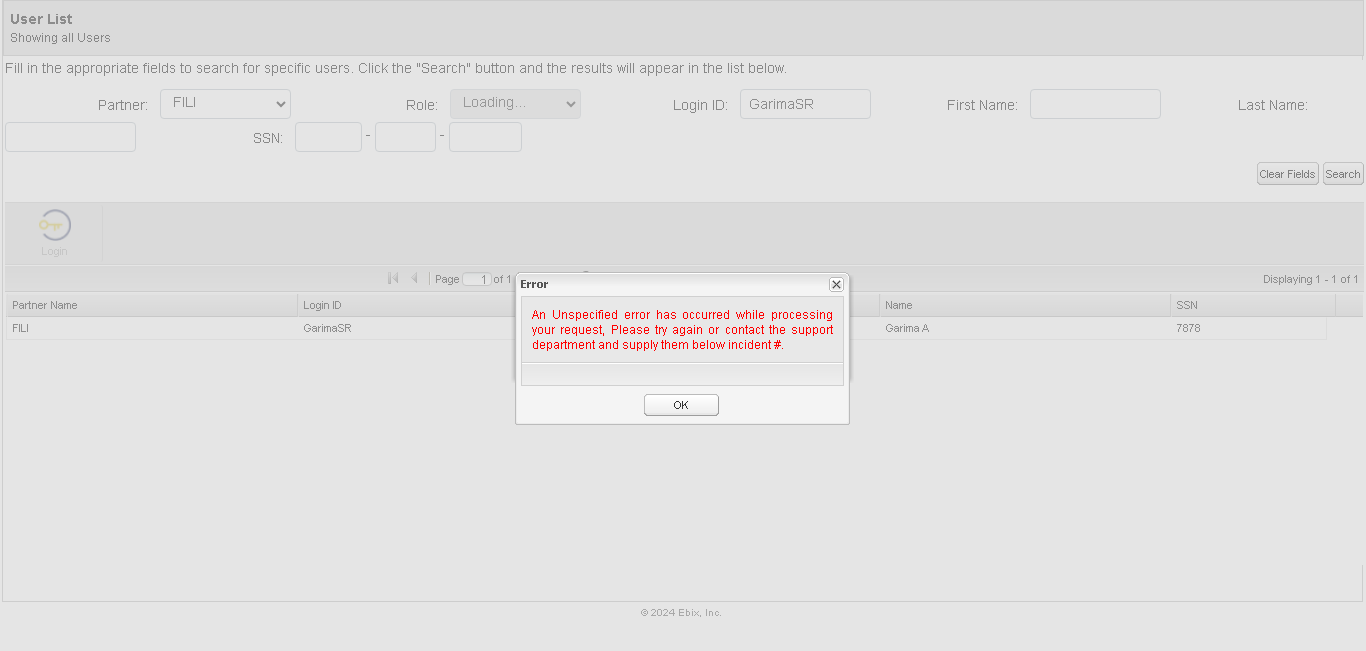 User List
Showing all Users
Fill in the appropriate fields to search for specific users. Click the "Search" button and the results will appear in the list below.
Partner: FILI Role: Loading... Login ID: GarimaSR First Name: Last Name:
SSN: - -
Clear Fields Search
Login
Page 1 of 1 Displaying 1 - 1 of 1
Partner Name Login ID Name SSN
FILI GarimaSR Garima A 7878
Error
An Unspecified error has occurred while processing
your request, Please try again or contact the support
department and supply them below incident #.
OK
© 2024 Ebix, Inc.